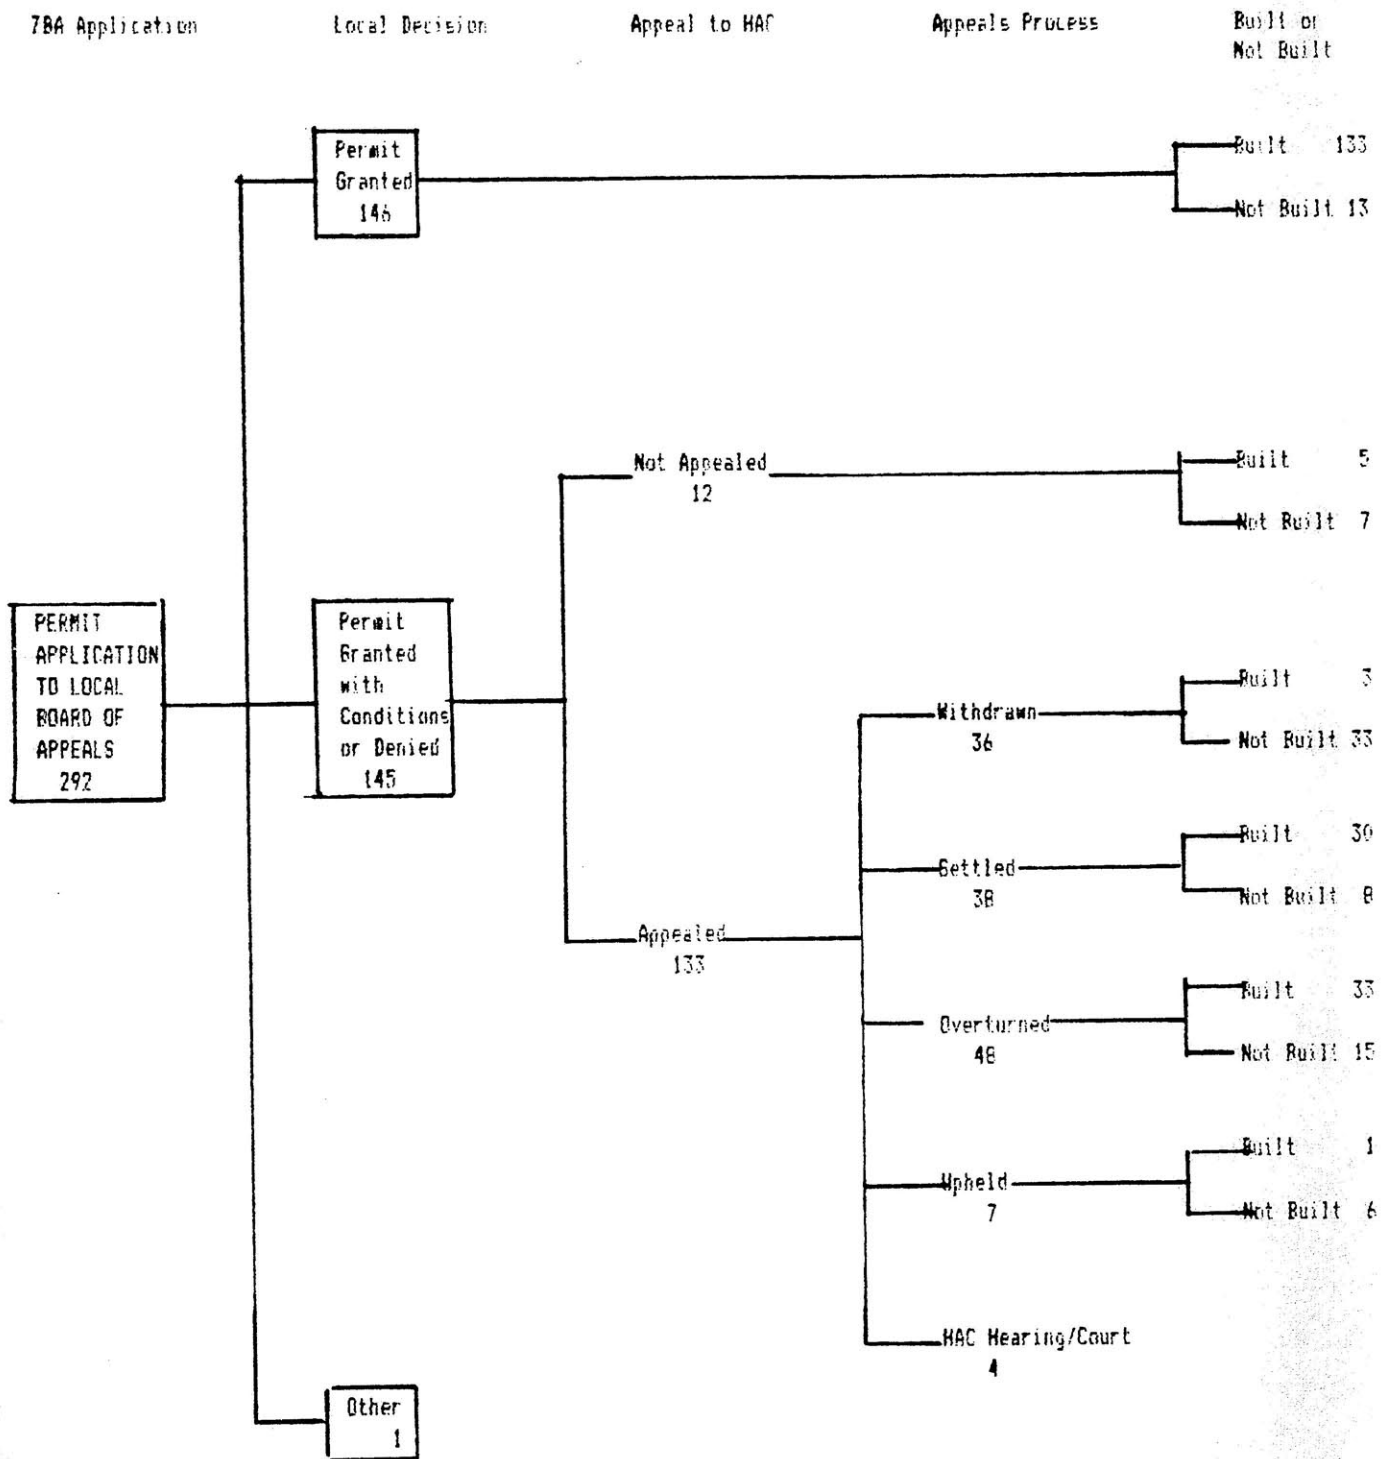 ZBA Application
Local Decision
Appeal to HAC
Appeals Process
Built or
Not Built
Permit
Granted
146
Built 133
Not Built 13
Not Appealed
12
Built 5
Not Built 7
PERMIT
APPLICATION
TO LOCAL
BOARD OF
APPEALS
292
Permit
Granted
with
Conditions
or Denied
145
Withdrawn
36
Built 3
Not Built 33
Settled
38
Built 30
Not Built 8
Appealed
133
Overturned
48
Built 33
Not Built 15
Upheld
7
Built 1
Not Built 6
HAC Hearing/Court
4
Other
1